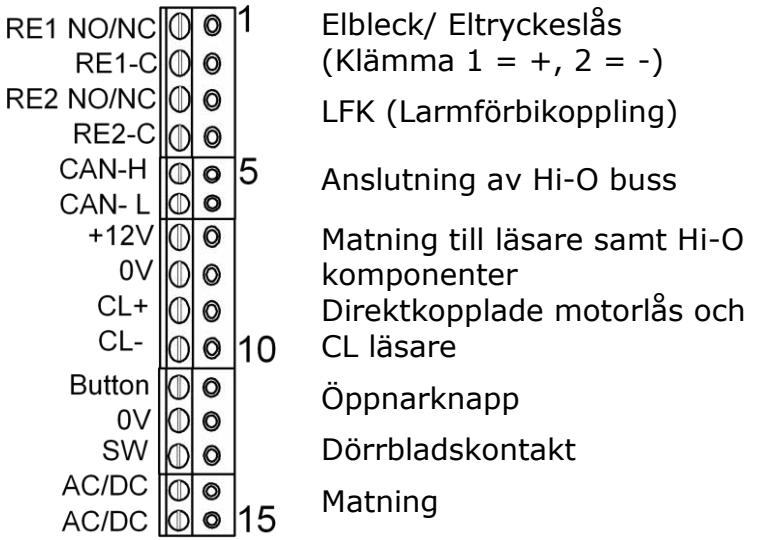 RE1 NO/NC 1 Elbleck/ Eltryckeslås
RE1-C (Klämma 1 = +, 2 = -)
RE2 NO/NC LFK (Larmförbikoppling)
RE2-C
CAN-H 5 Anslutning av Hi-O buss
CAN- L
+12V Matning till läsare samt Hi-O
0V komponenter
CL+ Direktkopplade motorlås och
CL- 10 CL läsare
Button Öppnarknapp
0V
SW Dörrbladskontakt
AC/DC Matning
AC/DC 15